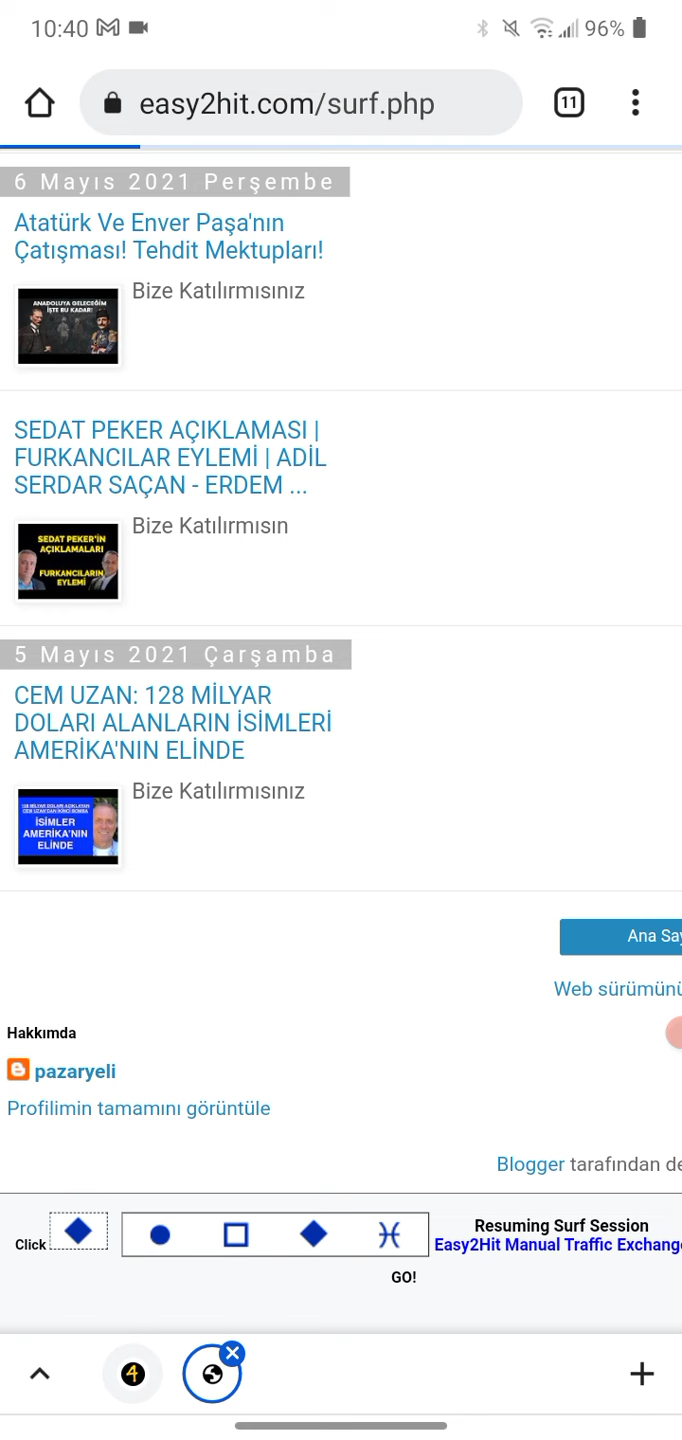 10:40
96%
easy2hit.com/surf.php
11
6 Mayıs 2021 Perşembe
Atatürk Ve Enver Paşa'nın
Çatışması! Tehdit Mektupları!
Bize Katılırmısınız
ANADOLUYA GELECEĞİM
İŞTE BU KADAR!
SEDAT PEKER AÇIKLAMASI |
FURKANCILAR EYLEMİ | ADİL
SERDAR SAÇAN - ERDEM ...
Bize Katılırmısın
SEDAT PEKER'İN
AÇIKLAMALARI
FURKANCILARIN
EYLEMİ
5 Mayıs 2021 Çarşamba
CEM UZAN: 128 MİLYAR
DOLARI ALANLARIN İSİMLERİ
AMERİKA'NIN ELİNDE
Bize Katılırmısınız
İSİMLER
AMERİKA'NIN
ELİNDE
Ana Say
Web sürümünü
Hakkımda
pazaryeli
Profilimin tamamını görüntüle
Blogger tarafından de
Click
Resuming Surf Session
Easy2Hit Manual Traffic Exchange
GO!
4